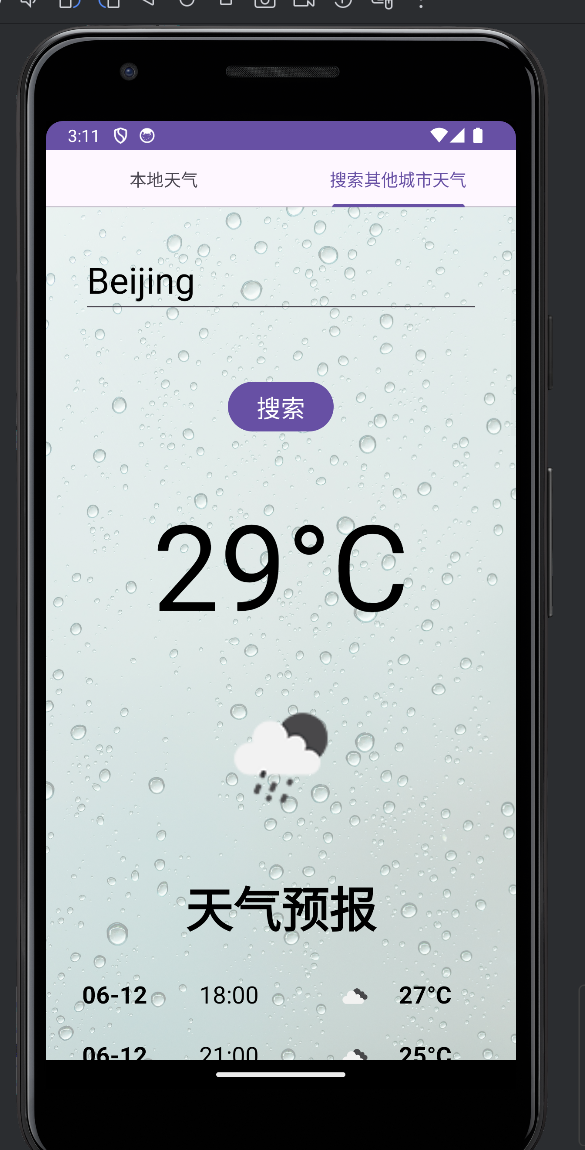 3:11
本地天气 搜索其他城市天气
Beijing
搜索
29°C
天气预报
06-12 18:00 27°C
06-12 21:00 25°C